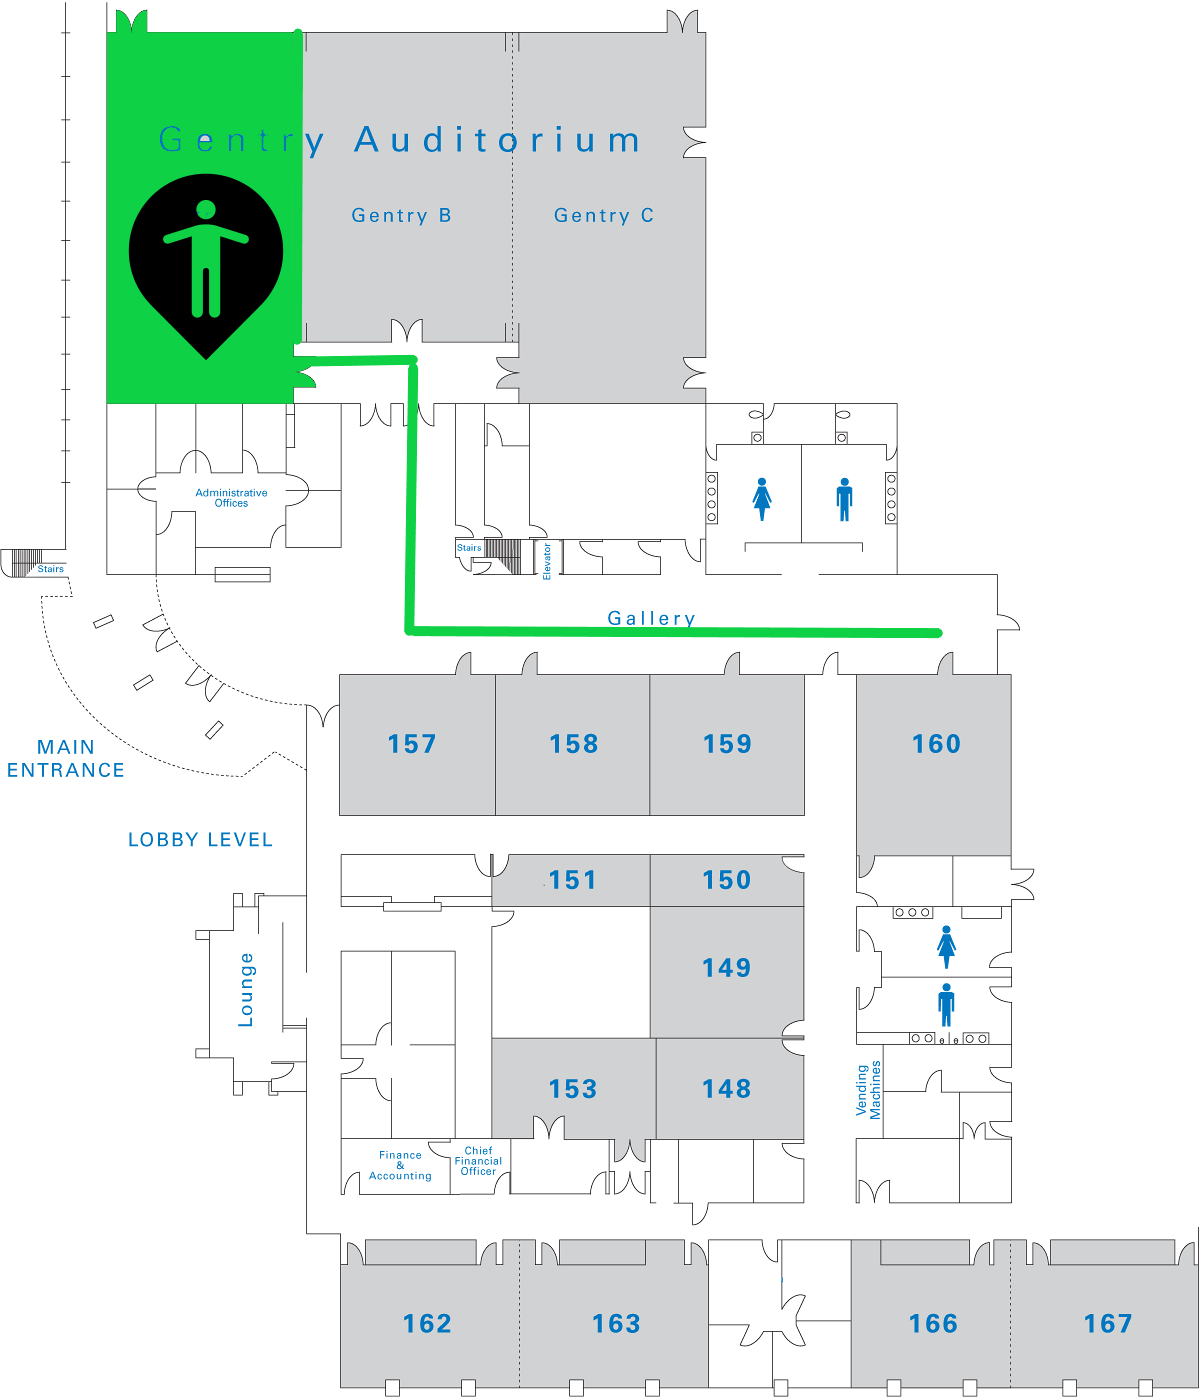 Gentry Auditorium
Gentry B
Gentry C
Administrative
Offices
Stairs
Elevator
Stairs
Gallery
MAIN
ENTRANCE
157
158
159
160
LOBBY LEVEL
151
150
149
Lounge
153
148
Vending
Machines
Finance
&
Accounting
Chief
Financial
Officer
162
163
166
167